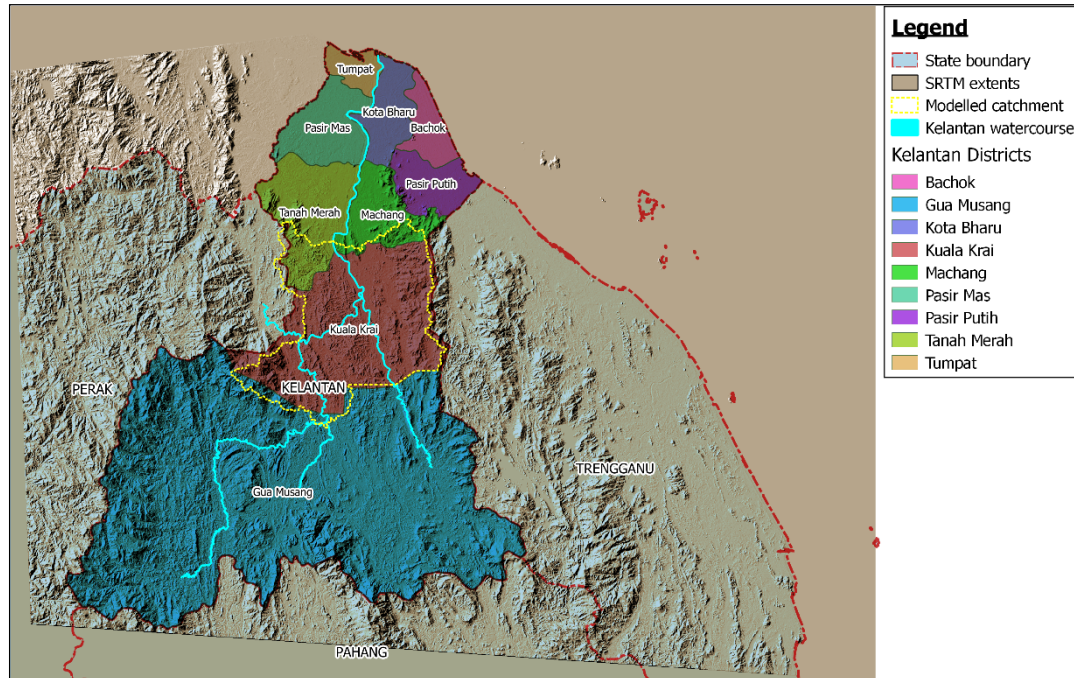 Tumpat
Kota Bharu
Pasir Mas
Bachok
Pasir Putih
Tanah Merah
Machang
Kuala Krai
PERAK
KELANTAN
TRENGGANU
Gua Musang
PAHANG
Legend
State boundary
SRTM extents
Modelled catchment
Kelantan watercourse
Kelantan Districts
Bachok
Gua Musang
Kota Bharu
Kuala Krai
Machang
Pasir Mas
Pasir Putih
Tanah Merah
Tumpat